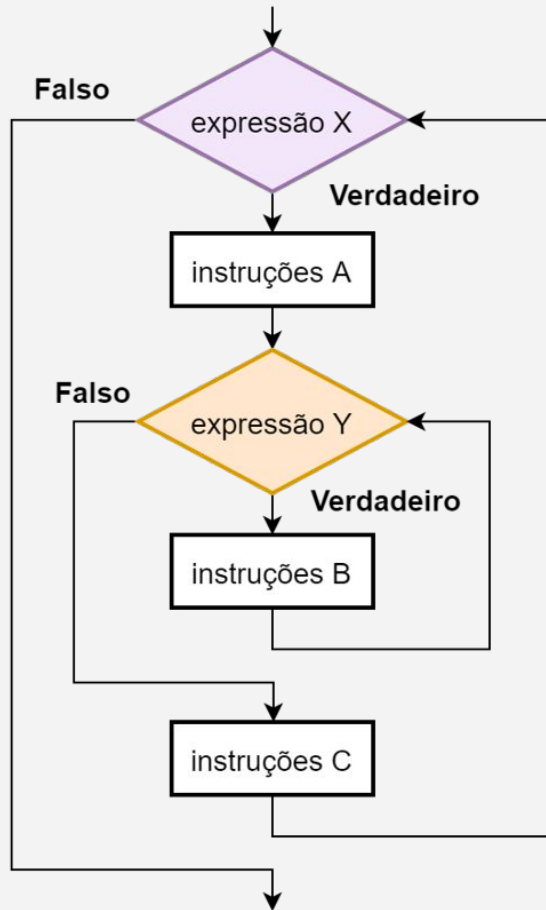 Falso
expressão X
Verdadeiro
instruções A
Falso
expressão Y
Verdadeiro
instruções B
instruções C